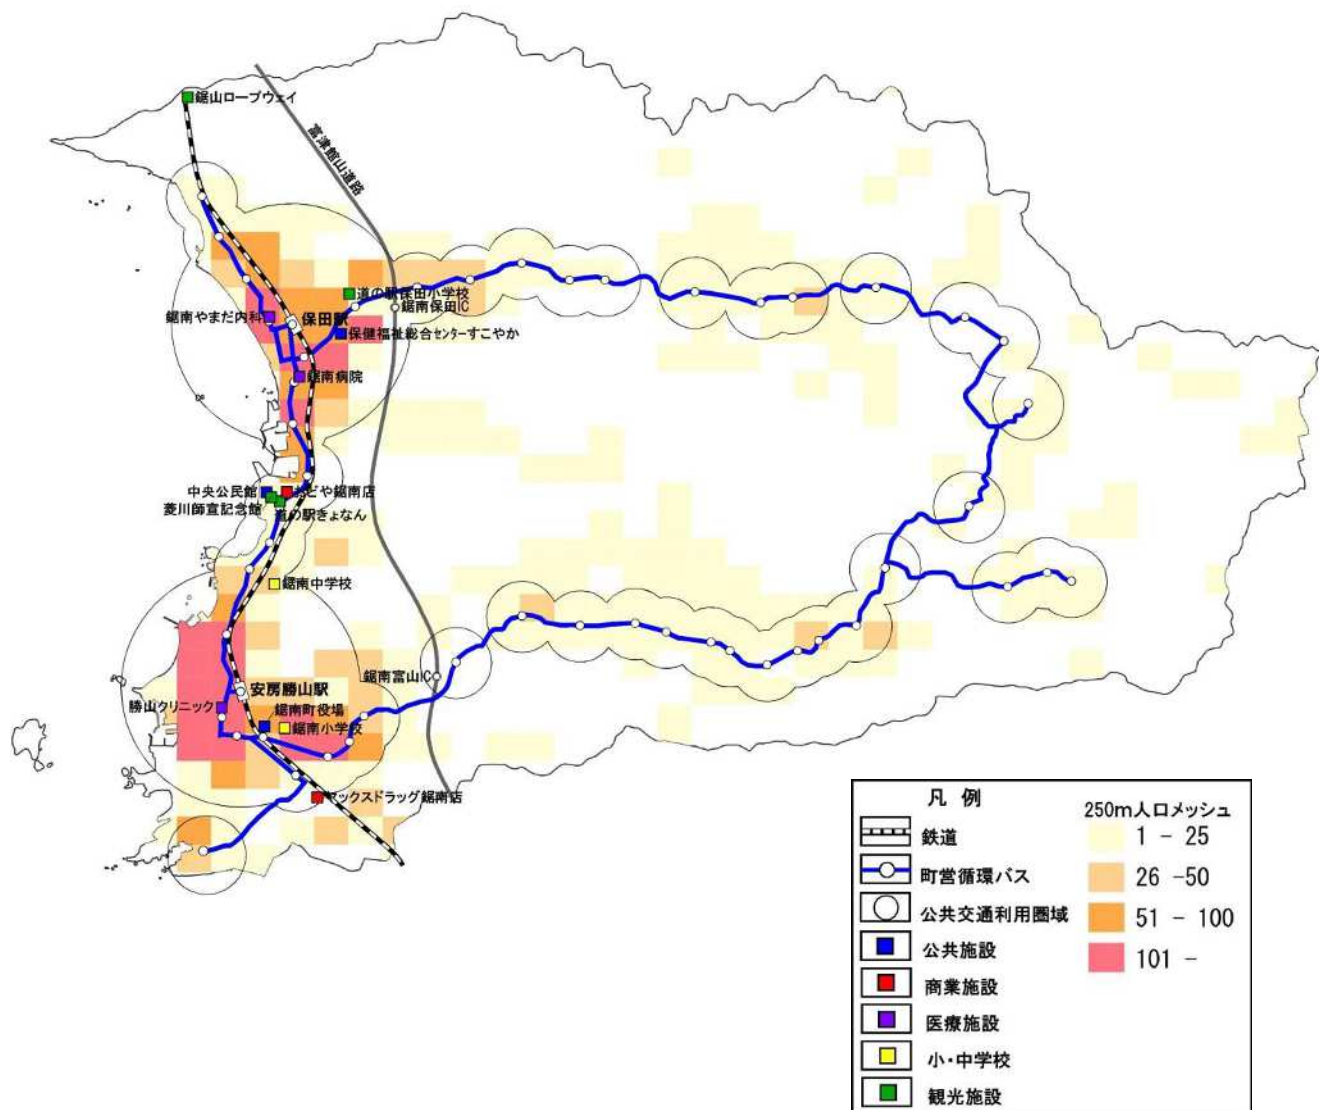 鋸山ロープウェイ
富津館山道路
道の駅保田小学校
鋸南保田IC
鋸南やまだ内科
保田駅
保健福祉総合センターすこやか
鋸南病院
中央公民館
おどや鋸南店
菱川師宣記念館
道の駅きょなん
鋸南中学校
鋸南富山IC
安房勝山駅
勝山クリニック
鋸南町役場
鋸南小学校
マックスドラッグ鋸南店
凡 例
鉄道
町営循環バス
公共交通利用圏域
公共施設
商業施設
医療施設
小・中学校
観光施設
250m人口メッシュ
1 - 25
26 -50
51 - 100
101 -